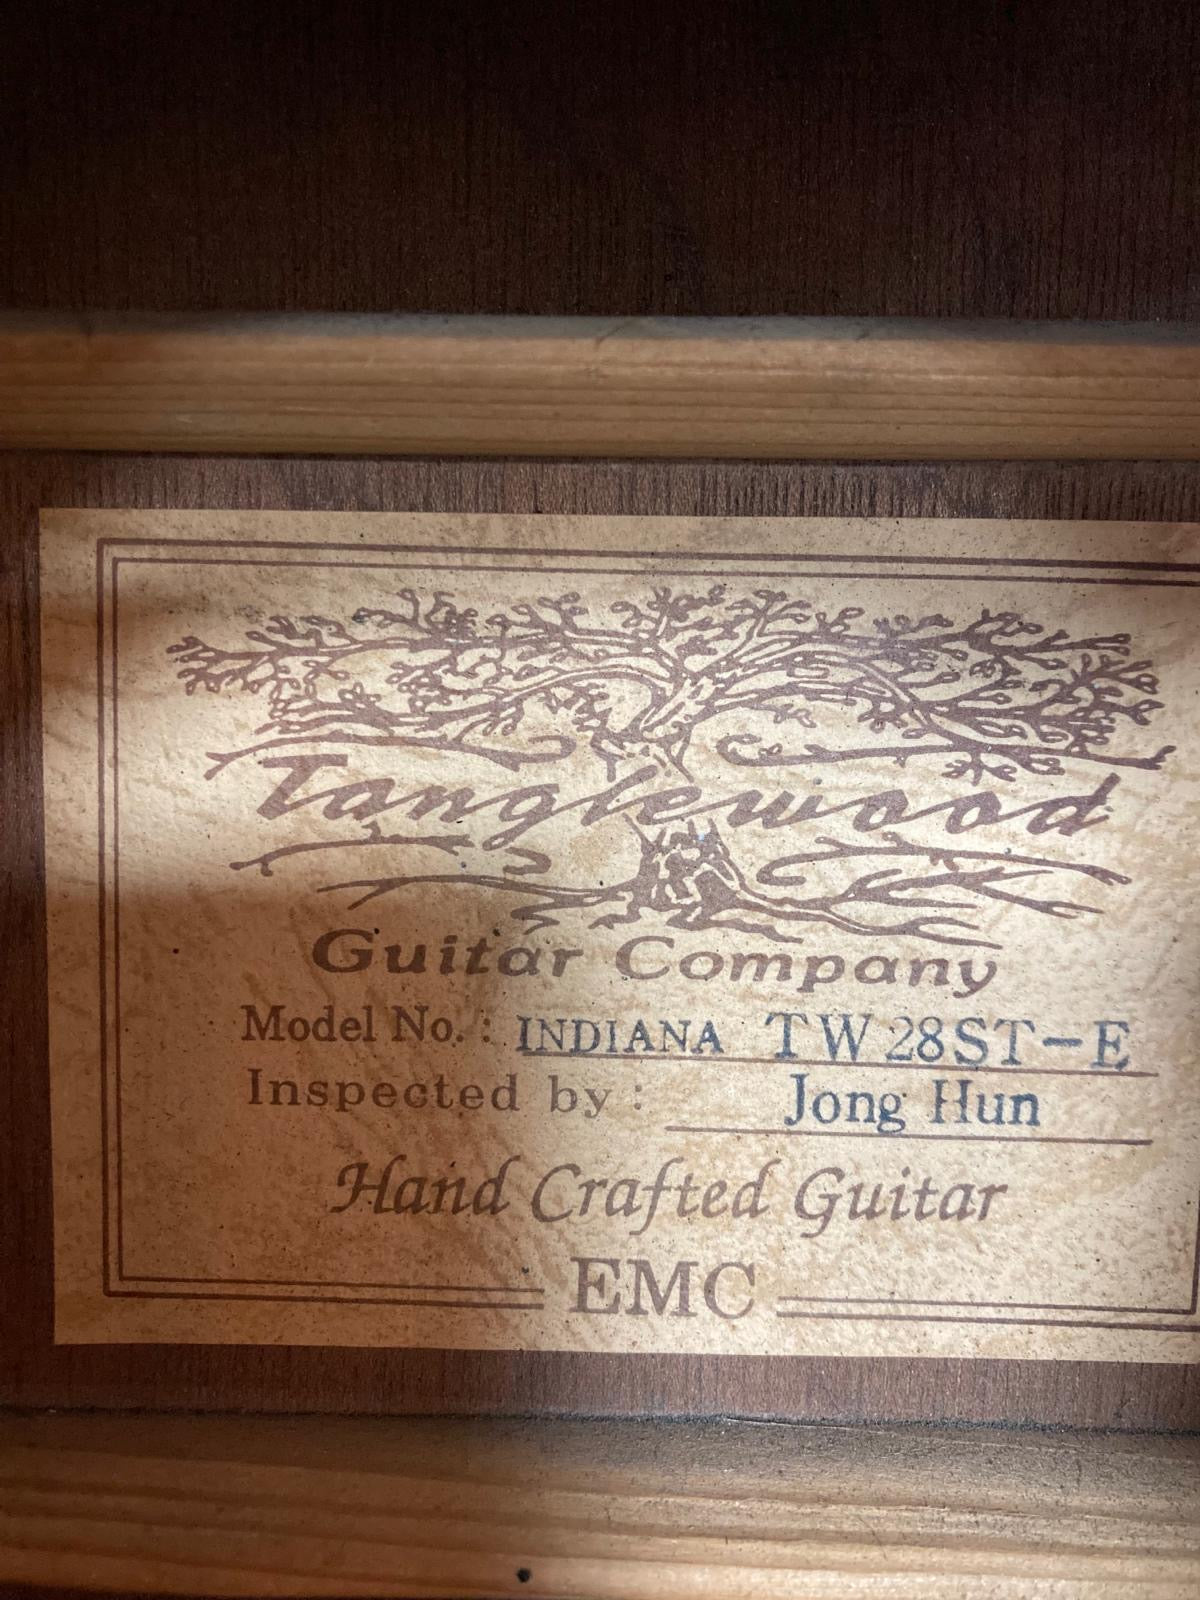 Tanglewood
Guitar Company
Model No. : INDIANA TW28ST-E
Inspected by : Jong Hun
Hand Crafted Guitar
EMC